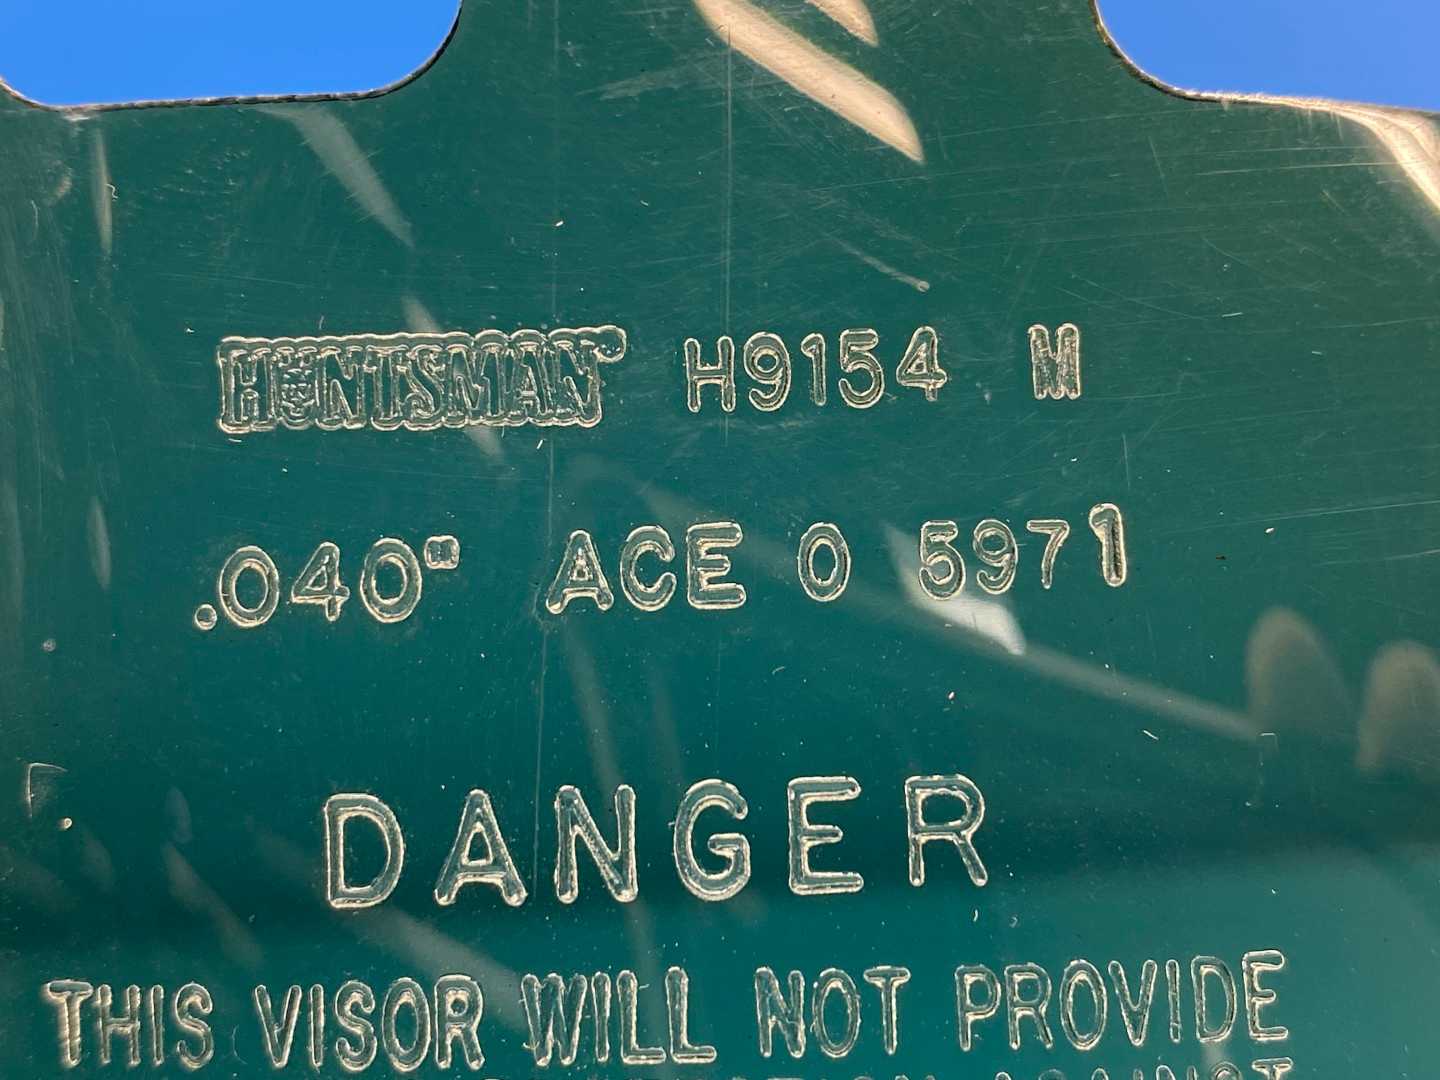 HUNTSMAN H9154 M
.040" ACE 0 5971
DANGER
THIS VISOR WILL NOT PROVIDE